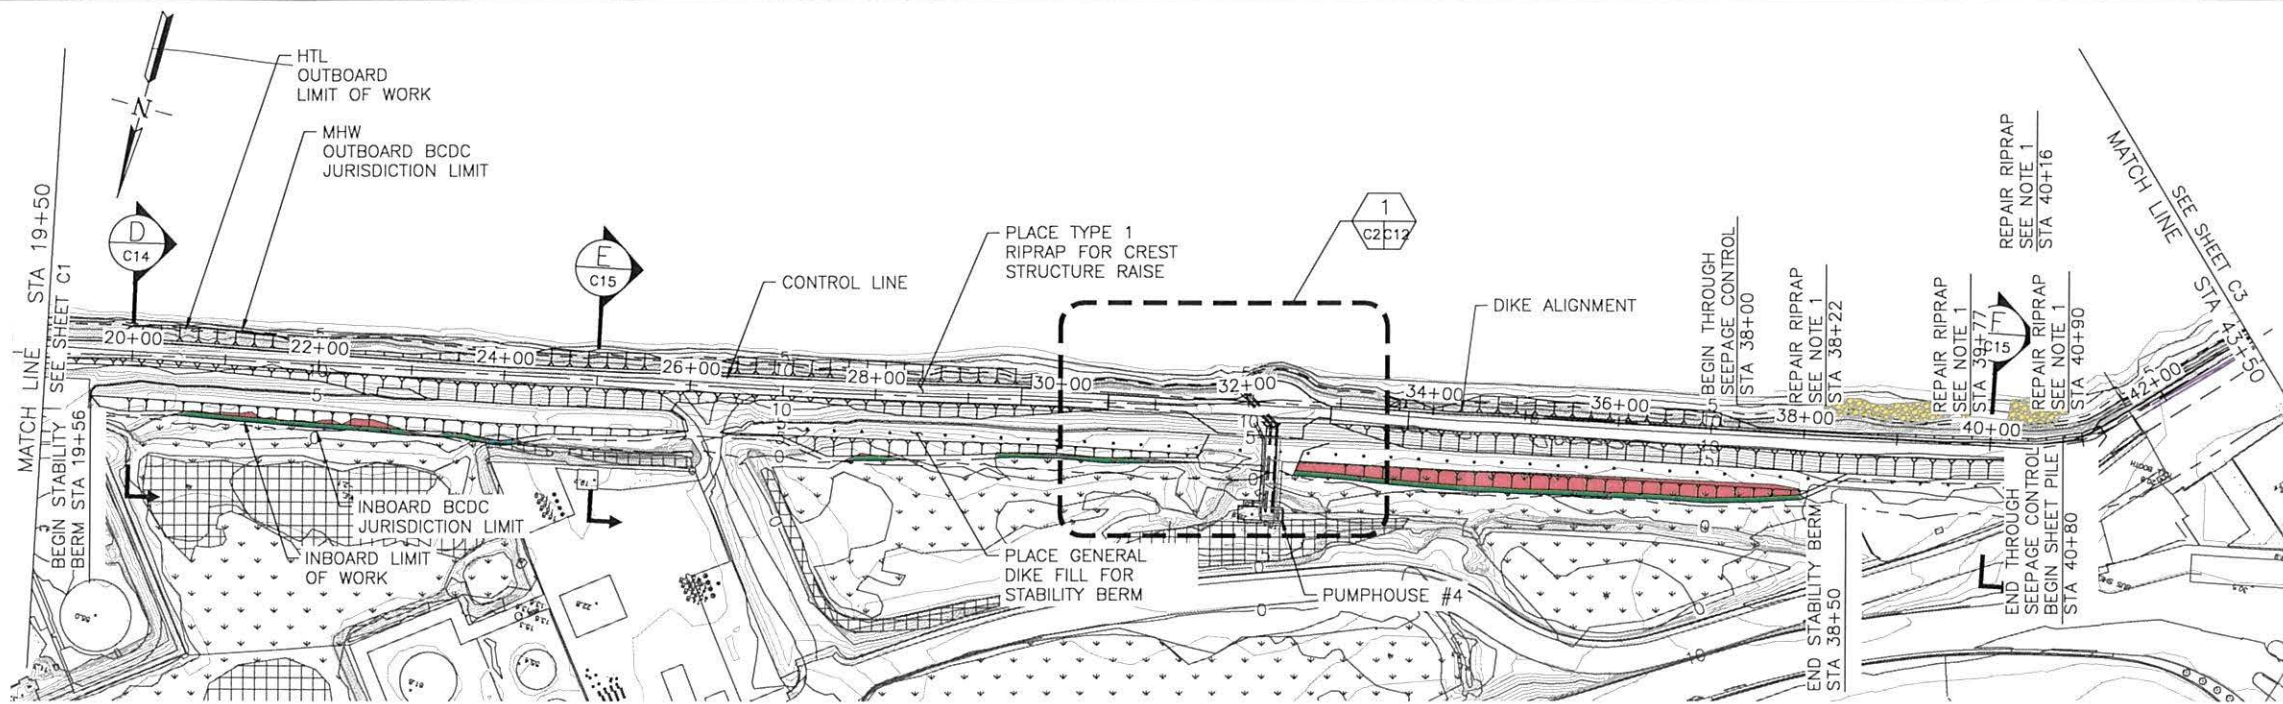 HTL
OUTBOARD
LIMIT OF WORK
N
MHW
OUTBOARD BCDC
JURISDICTION LIMIT
MATCH LINE STA 19+50
SEE SHEET C1
D
C14
E
C15
PLACE TYPE 1
RIPRAP FOR CREST
STRUCTURE RAISE
CONTROL LINE
1
C2 C12
DIKE ALIGNMENT
BEGIN THROUGH
SEEPAGE CONTROL
STA 38+00
REPAIR RIPRAP
SEE NOTE 1
STA 38+22
REPAIR RIPRAP
SEE NOTE 1
STA 39+77
REPAIR RIPRAP
SEE NOTE 1
STA 40+16
F
C15
REPAIR RIPRAP
SEE NOTE 1
STA 40+90
MATCH LINE STA 43+50
SEE SHEET C3
20+00
22+00
24+00
26+00
28+00
30+00
32+00
34+00
36+00
38+00
40+00
42+00
BEGIN STABILITY
BERM STA 19+56
INBOARD BCDC
JURISDICTION LIMIT
INBOARD LIMIT
OF WORK
PLACE GENERAL
DIKE FILL FOR
STABILITY BERM
PUMPHOUSE #4
END STABILITY BERM
STA 38+50
END THROUGH
SEEPAGE CONTROL
BEGIN SHEET PILE
STA 40+80